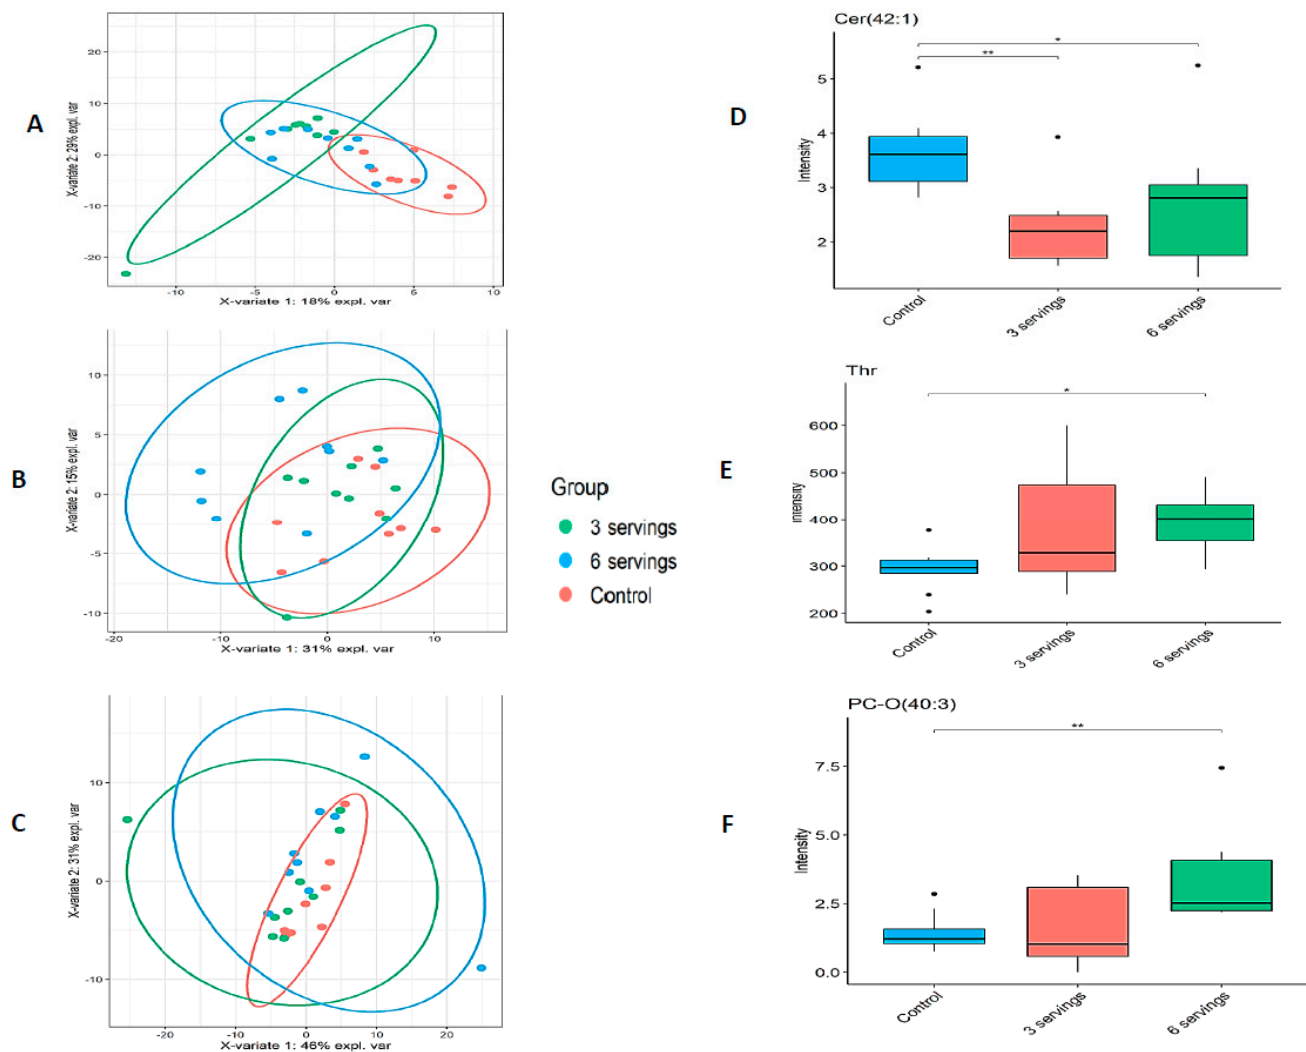 A
X-variate 2: 29% expl. var
20
10
0
-10
-20
-10
-5
0
5
10
X-variate 1: 18% expl. var
B
X-variate 2: 15% expl. var
10
5
0
-5
-10
-20
-10
0
10
X-variate 1: 31% expl. var
C
X-variate 2: 31% expl. var
10
0
-10
-20
-10
0
10
20
X-variate 1: 46% expl. var
Group
3 servings
6 servings
Control
D
Cer(42:1)
Intensity
5
4
3
2
*
**
Control
3 servings
6 servings
E
Thr
Intensity
600
500
400
300
200
*
Control
3 servings
6 servings
F
PC-O(40:3)
Intensity
7.5
5.0
2.5
0.0
**
Control
3 servings
6 servings